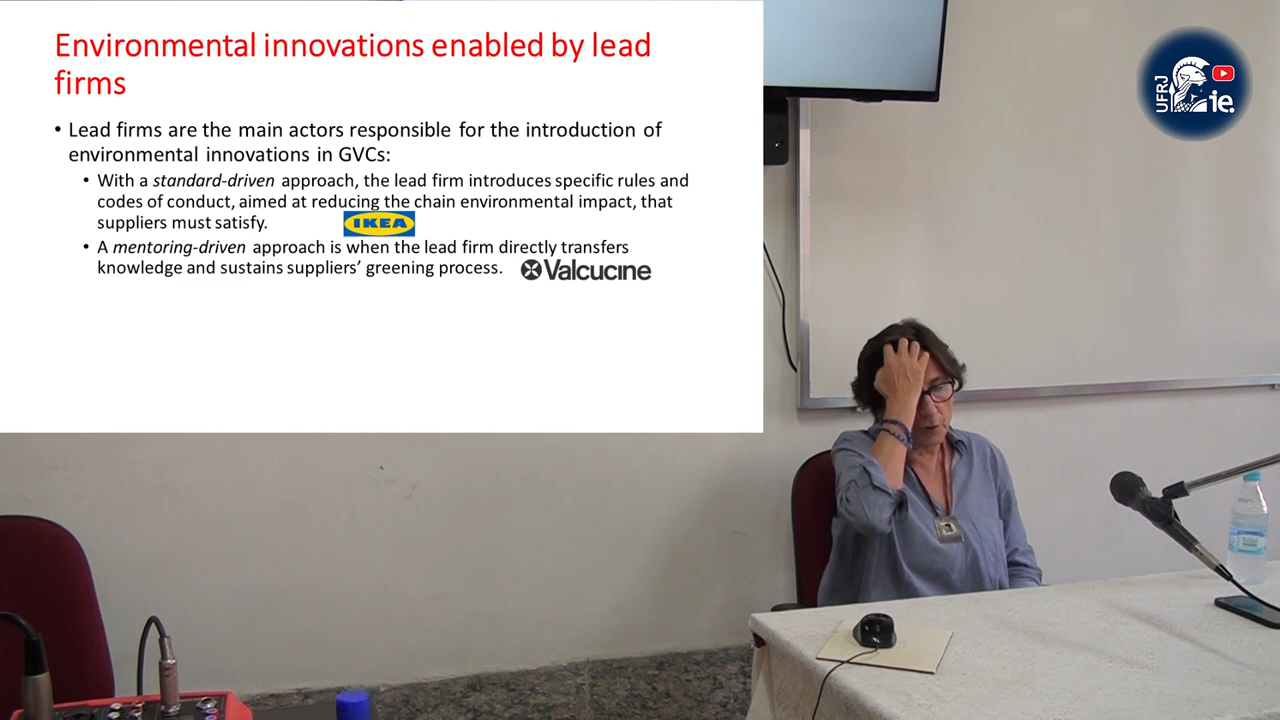 Environmental innovations enabled by lead
firms
• Lead firms are the main actors responsible for the introduction of
environmental innovations in GVCs:
• With a standard-driven approach, the lead firm introduces specific rules and
codes of conduct, aimed at reducing the chain environmental impact, that
suppliers must satisfy.
IKEA
• A mentoring-driven approach is when the lead firm directly transfers
knowledge and sustains suppliers’ greening process.
Valcucine
UFRJ
ie.